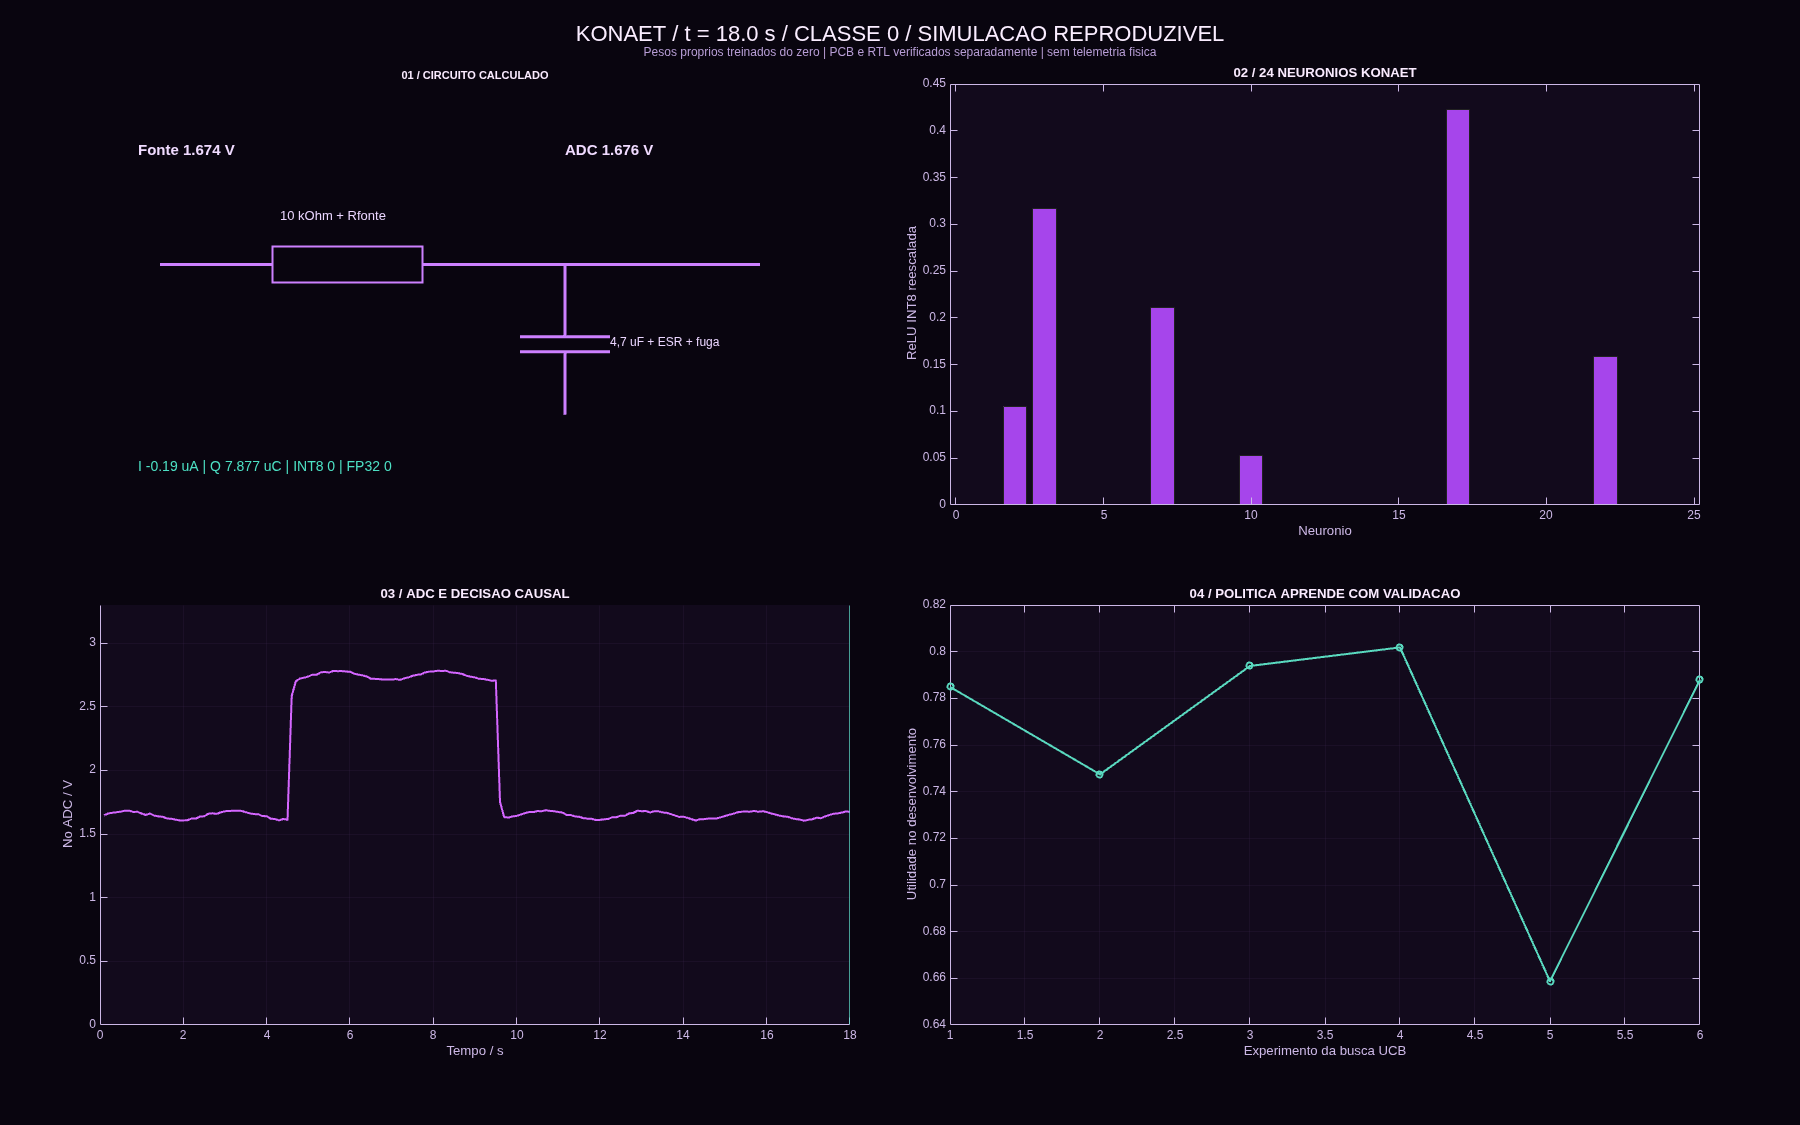 KONAET / t = 18.0 s / CLASSE 0 / SIMULACAO REPRODUZIVEL
Pesos proprios treinados do zero | PCB e RTL verificados separadamente | sem telemetria fisica
01 / CIRCUITO CALCULADO
Fonte 1.674 V
ADC 1.676 V
10 kOhm + Rfonte
4,7 uF + ESR + fuga
I -0.19 uA | Q 7.877 uC | INT8 0 | FP32 0
02 / 24 NEURONIOS KONAET
ReLU INT8 reescalada
0.45
0.4
0.35
0.3
0.25
0.2
0.15
0.1
0.05
0
0 5 10 15 20 25
Neuronio
03 / ADC E DECISAO CAUSAL
No ADC / V
3
2.5
2
1.5
1
0.5
0
0 2 4 6 8 10 12 14 16 18
Tempo / s
04 / POLITICA APRENDE COM VALIDACAO
Utilidade no desenvolvimento
0.82
0.8
0.78
0.76
0.74
0.72
0.7
0.68
0.66
0.64
1 1.5 2 2.5 3 3.5 4 4.5 5 5.5 6
Experimento da busca UCB